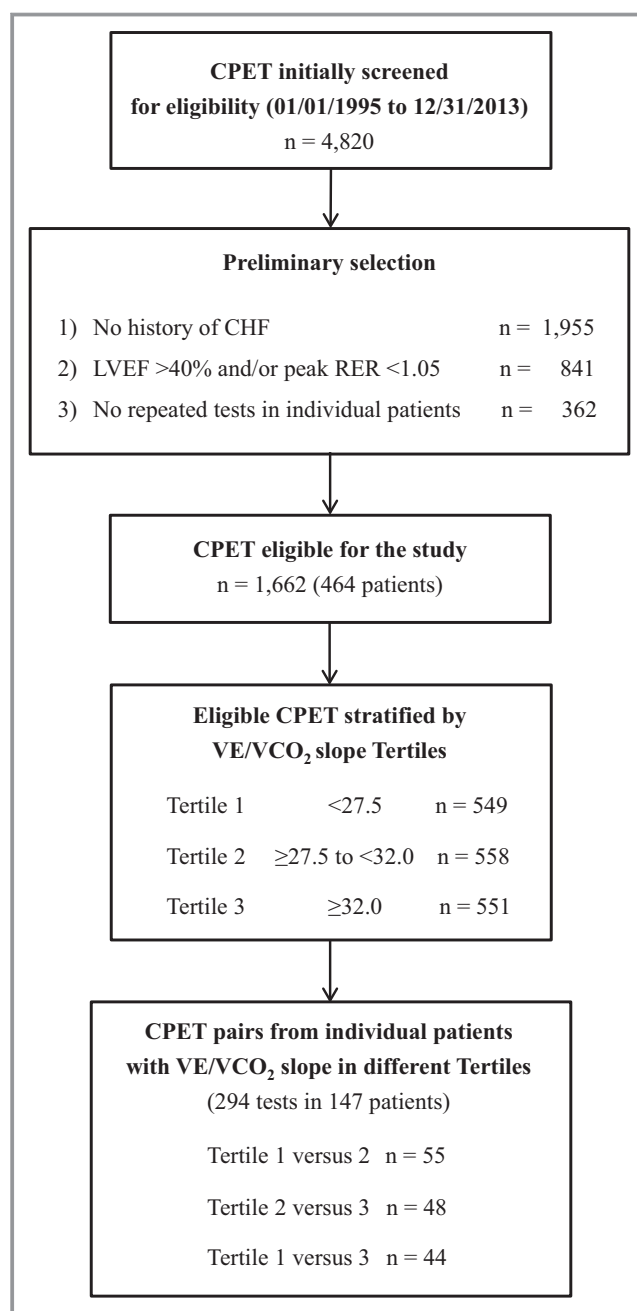 CPET initially screened
for eligibility (01/01/1995 to 12/31/2013)
n = 4,820
Preliminary selection
1) No history of CHF n = 1,955
2) LVEF >40% and/or peak RER <1.05 n = 841
3) No repeated tests in individual patients n = 362
CPET eligible for the study
n = 1,662 (464 patients)
Eligible CPET stratified by
VE/VCO₂ slope Tertiles
Tertile 1 <27.5 n = 549
Tertile 2 ≥27.5 to <32.0 n = 558
Tertile 3 ≥32.0 n = 551
CPET pairs from individual patients
with VE/VCO₂ slope in different Tertiles
(294 tests in 147 patients)
Tertile 1 versus 2 n = 55
Tertile 2 versus 3 n = 48
Tertile 1 versus 3 n = 44